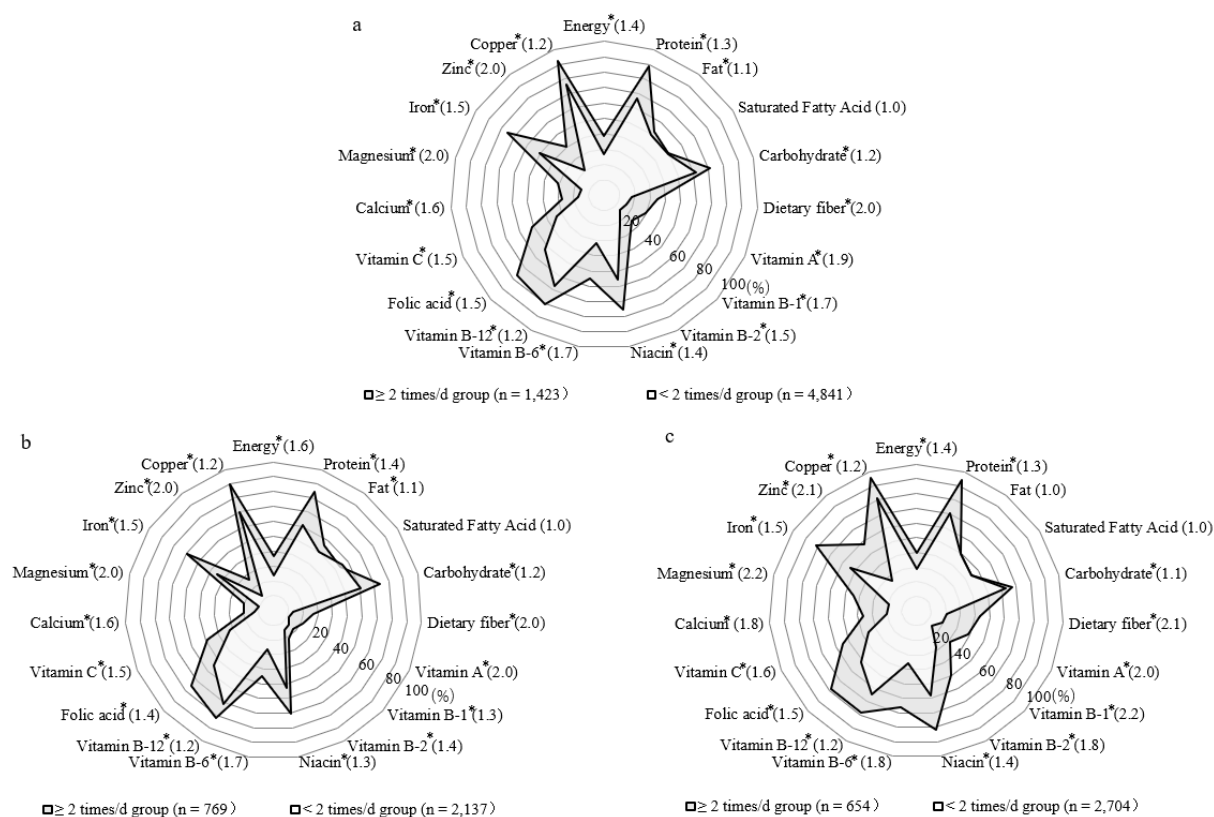 a
Energy*(1.4)
Protein*(1.3)
Fat*(1.1)
Saturated Fatty Acid (1.0)
Carbohydrate*(1.2)
Dietary fiber*(2.0)
Vitamin A*(1.9)
Vitamin B-1*(1.7)
Vitamin B-2*(1.5)
Niacin*(1.4)
Vitamin B-6*(1.7)
Vitamin B-12*(1.2)
Folic acid*(1.5)
Vitamin C*(1.5)
Calcium*(1.6)
Magnesium*(2.0)
Iron*(1.5)
Zinc*(2.0)
Copper*(1.2)
20
40
60
80
100(%)
≥ 2 times/d group (n = 1,423)
< 2 times/d group (n = 4,841)
b
Energy*(1.6)
Protein*(1.4)
Fat*(1.1)
Saturated Fatty Acid (1.0)
Carbohydrate*(1.2)
Dietary fiber*(2.0)
Vitamin A*(2.0)
Vitamin B-1*(1.3)
Vitamin B-2*(1.4)
Niacin*(1.3)
Vitamin B-6*(1.7)
Vitamin B-12*(1.2)
Folic acid*(1.4)
Vitamin C*(1.5)
Calcium*(1.6)
Magnesium*(2.0)
Iron*(1.5)
Zinc*(2.0)
Copper*(1.2)
20
40
60
80
100(%)
≥ 2 times/d group (n = 769)
< 2 times/d group (n = 2,137)
c
Energy*(1.4)
Protein*(1.3)
Fat (1.0)
Saturated Fatty Acid (1.0)
Carbohydrate*(1.1)
Dietary fiber*(2.1)
Vitamin A*(2.0)
Vitamin B-1*(2.2)
Vitamin B-2*(1.8)
Niacin*(1.4)
Vitamin B-6*(1.8)
Vitamin B-12*(1.2)
Folic acid*(1.5)
Vitamin C*(1.6)
Calcium*(1.8)
Magnesium*(2.2)
Iron*(1.5)
Zinc*(2.1)
Copper*(1.2)
20
40
60
80
100(%)
≥ 2 times/d group (n = 654)
< 2 times/d group (n = 2,704)